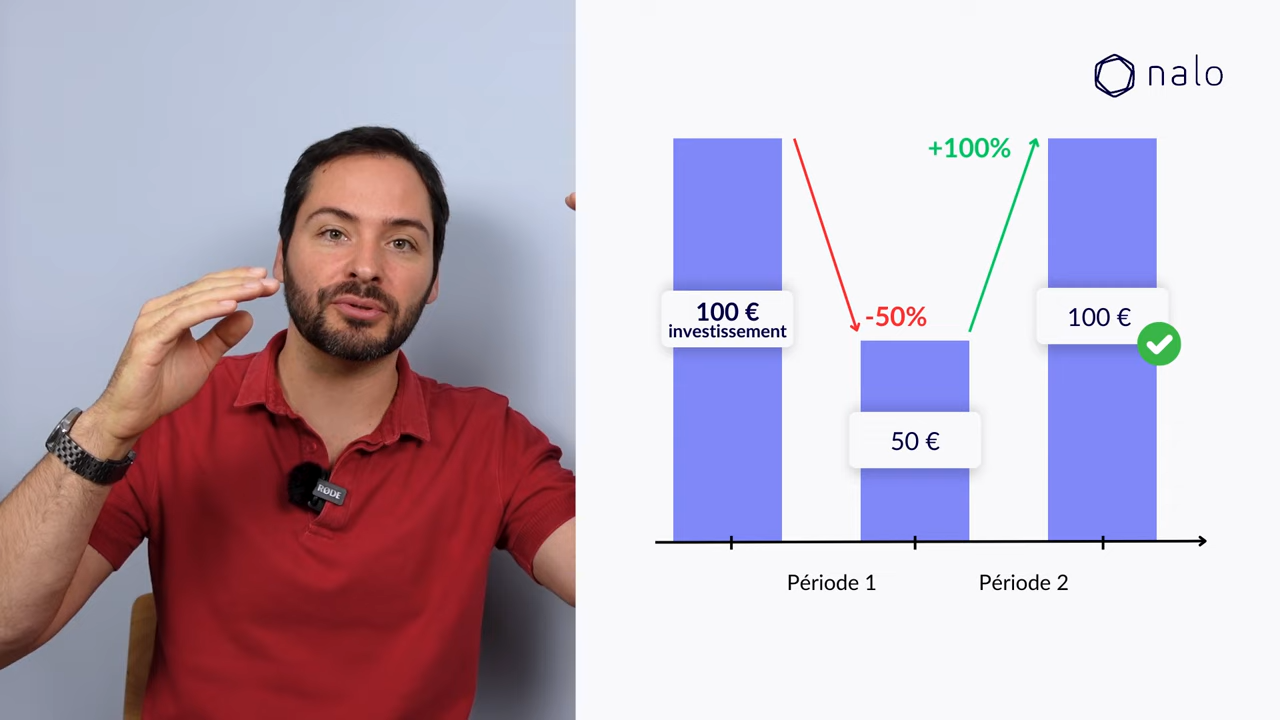 nalo
+100%
-50%
100 €
investissement
100 €
50 €
RØDE
Période 1
Période 2